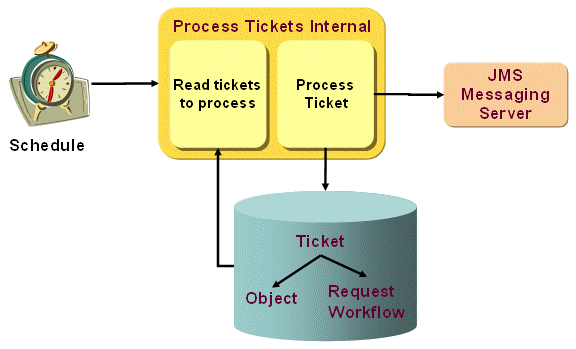 Process Tickets Internal
Read tickets
to process
Process
Ticket
JMS
Messaging
Server
Schedule
Ticket
Object
Request
Workflow